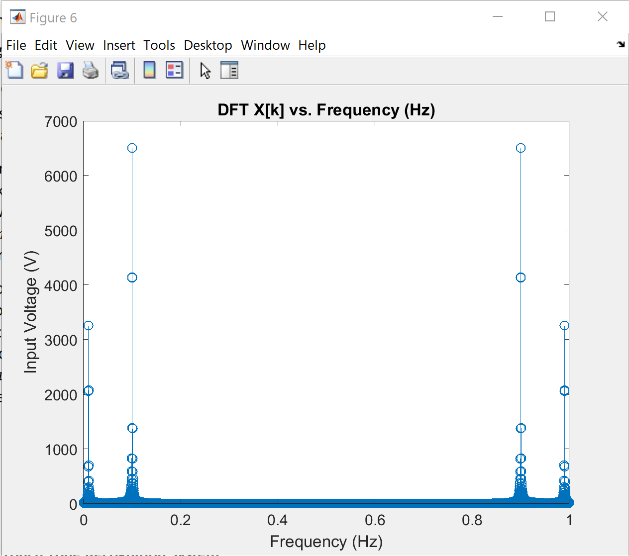 Figure 6
File Edit View Insert Tools Desktop Window Help
DFT X[k] vs. Frequency (Hz)
7000
6000
5000
4000
3000
2000
1000
0
Input Voltage (V)
0 0.2 0.4 0.6 0.8 1
Frequency (Hz)